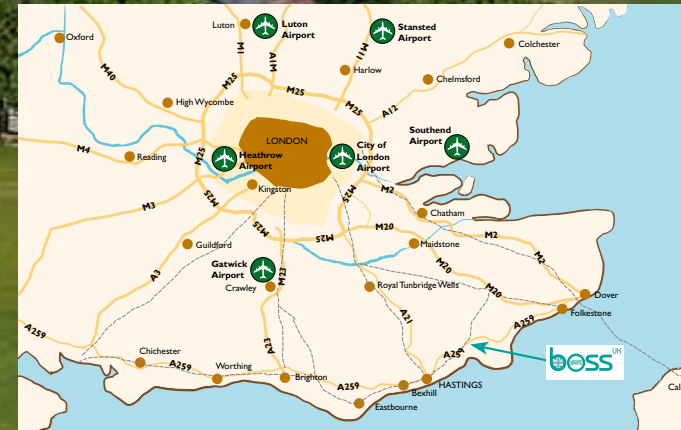 Luton
Luton
Airport
Stansted
Airport
Oxford
Colchester
M1
A1M
M11
M40
Harlow
Chelmsford
M25
M25
M25
A12
High Wycombe
LONDON
Southend
Airport
City of
London
Airport
M4
Reading
M25
Heathrow
Airport
Kingston
M25
M25
M2
M3
Chatham
M25
M25
M20
M2
Guildford
Maidstone
M2
Gatwick
Airport
M23
M20
A3
Crawley
Royal Tunbridge Wells
M20
Dover
Folkestone
A21
A259
A259
A23
Chichester
A259
A259
boss UK
Worthing
Brighton
A259
HASTINGS
Bexhill
Eastbourne
Cal